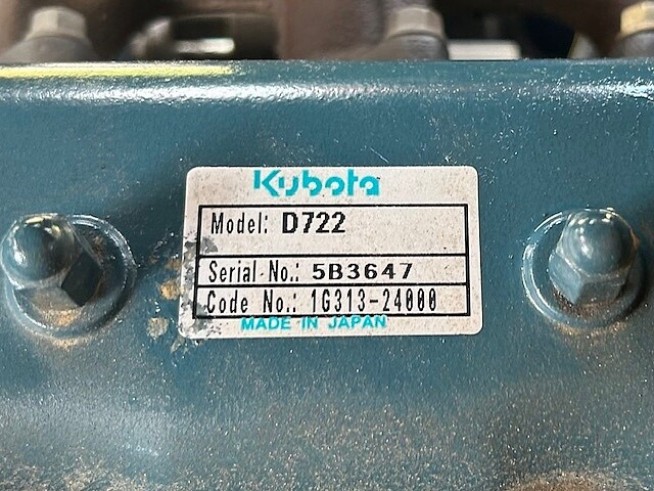 Kubota
Model: D722
Serial No.: 5B3647
Code No.: 1G313-24000
MADE IN JAPAN